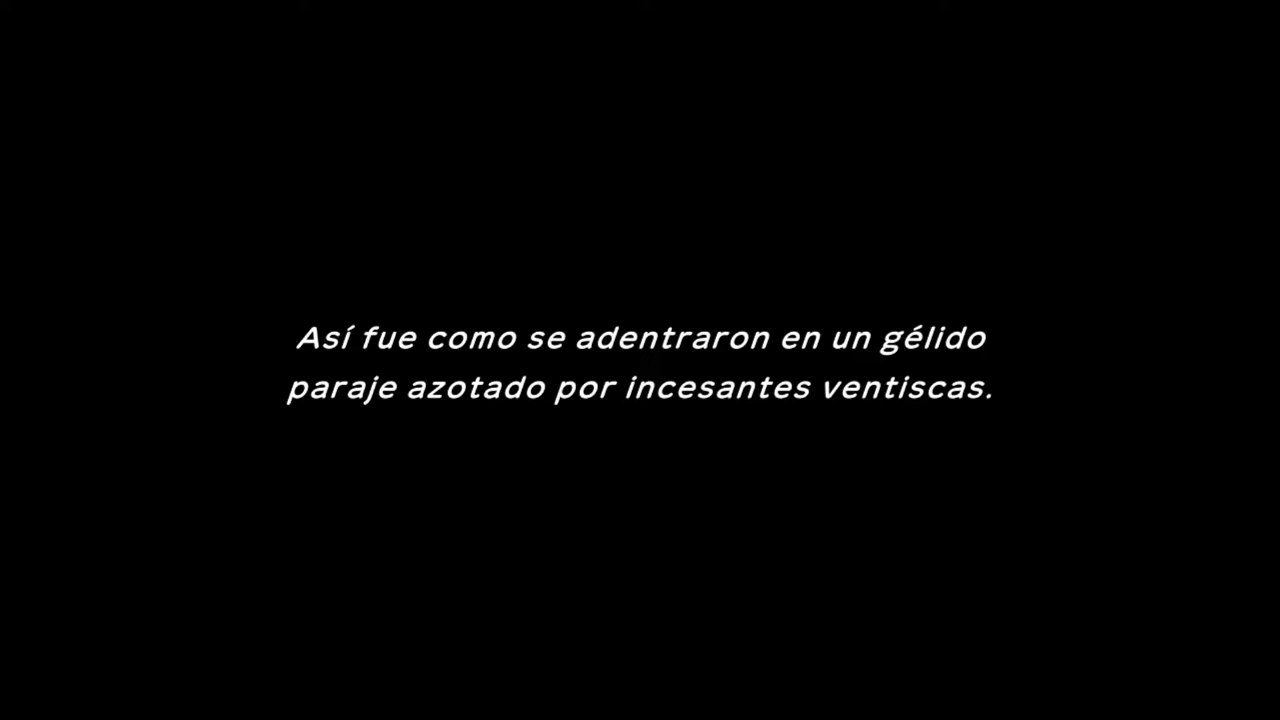 Así fue como se adentraron en un gélido
paraje azotado por incesantes ventiscas.